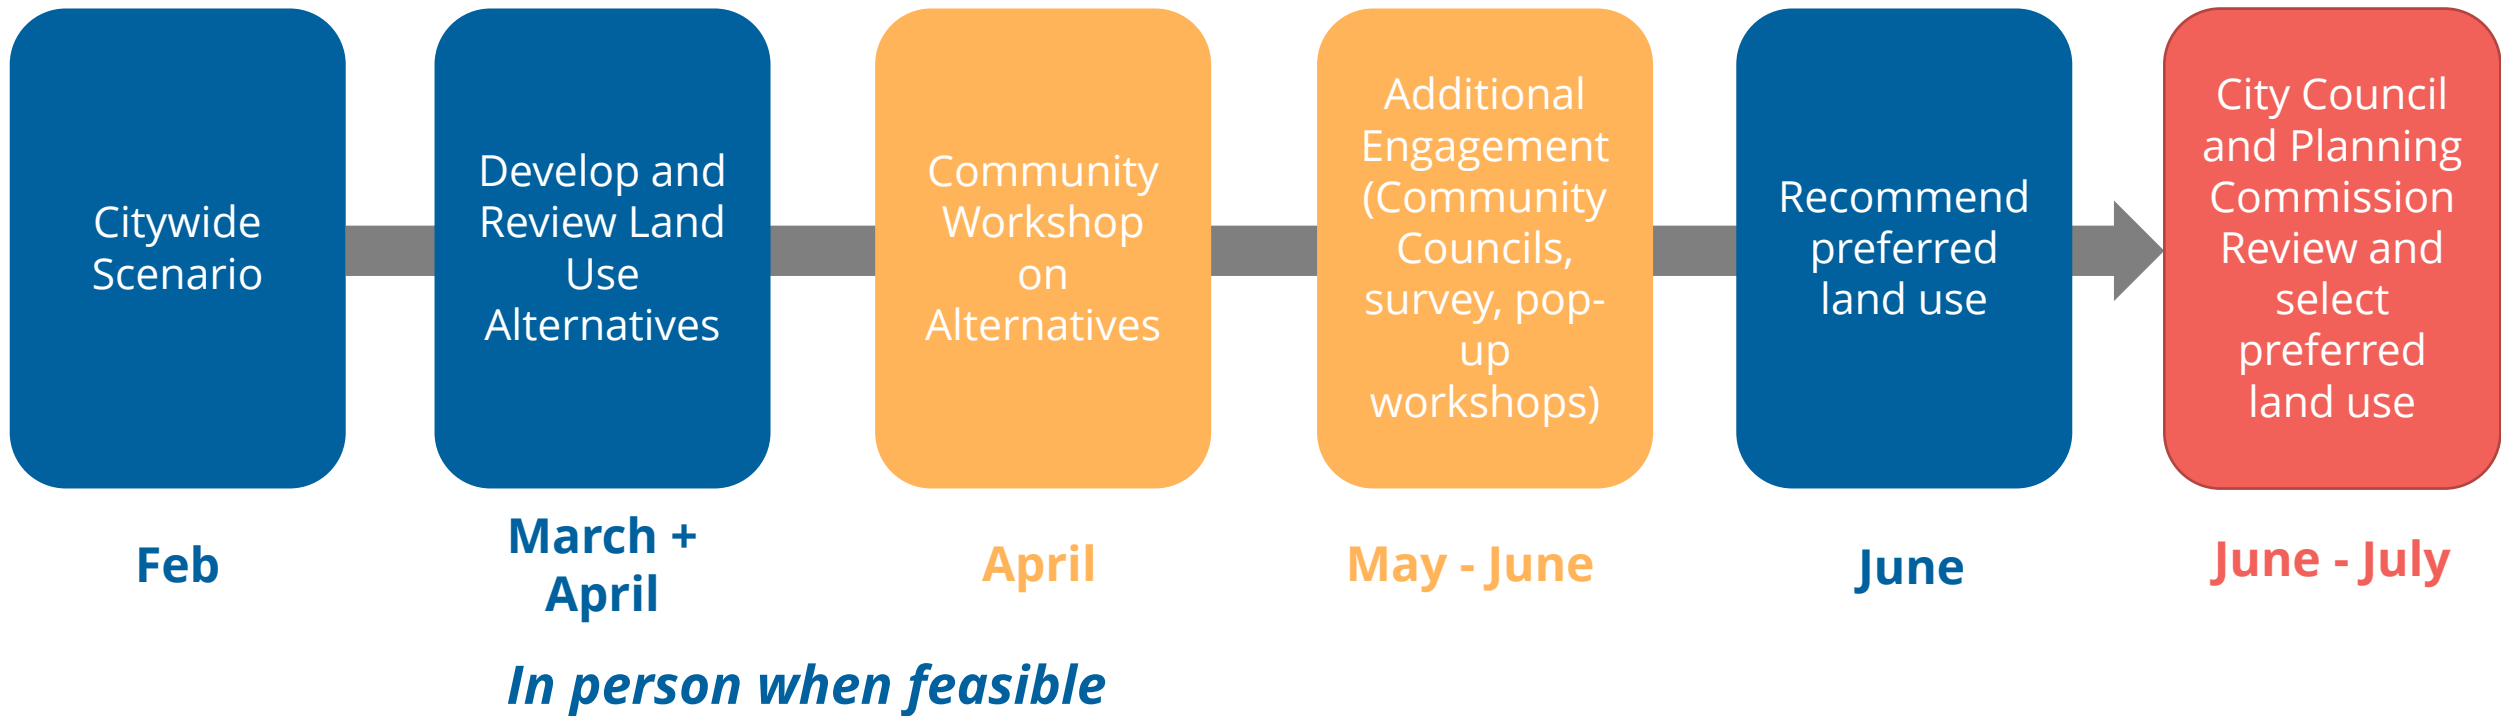 Citywide
Scenario
Develop and
Review Land
Use
Alternatives
Community
Workshop
on
Alternatives
Additional
Engagement
(Community
Councils,
survey, pop-
up
workshops)
Recommend
preferred
land use
City Council
and Planning
Commission
Review and
select
preferred
land use
Feb
March +
April
April
May - June
June
June - July
In person when feasible